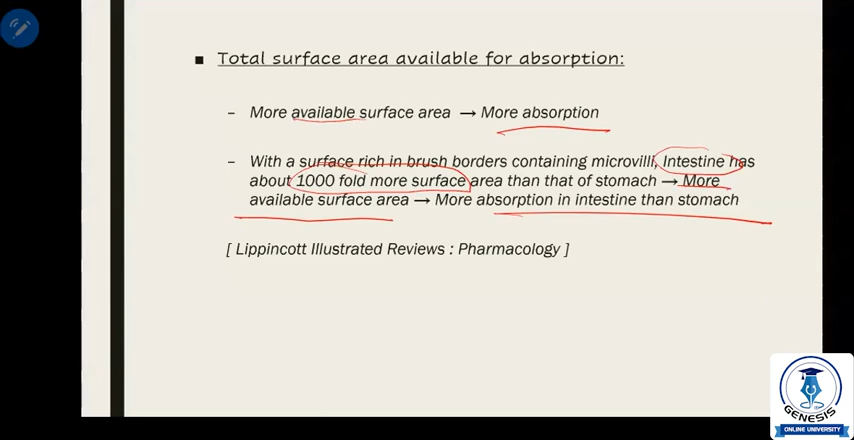 ■ Total surface area available for absorption:
– More available surface area → More absorption
– With a surface rich in brush borders containing microvilli, Intestine has
about 1000 fold more surface area than that of stomach → More
available surface area → More absorption in intestine than stomach
[ Lippincott Illustrated Reviews : Pharmacology ]
GENESIS
ONLINE UNIVERSITY